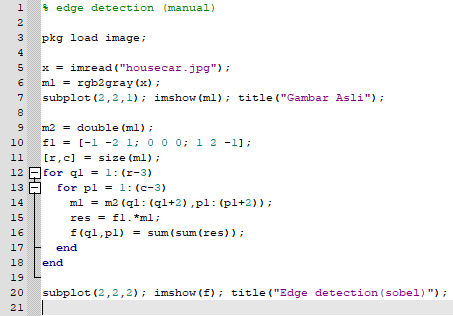 1 % edge detection (manual)
2
3 pkg load image;
4
5 x = imread("housecar.jpg");
6 m1 = rgb2gray(x);
7 subplot(2,2,1); imshow(m1); title("Gambar Asli");
8
9 m2 = double(m1);
10 f1 = [-1 -2 1; 0 0 0; 1 2 -1];
11 [r,c] = size(m1);
12 for q1 = 1:(r-3)
13 for p1 = 1:(c-3)
14 m1 = m2(q1:(q1+2),p1:(p1+2));
15 res = f1.*m1;
16 f(q1,p1) = sum(sum(res));
17 end
18 end
19
20 subplot(2,2,2); imshow(f); title("Edge detection(sobel)");
21